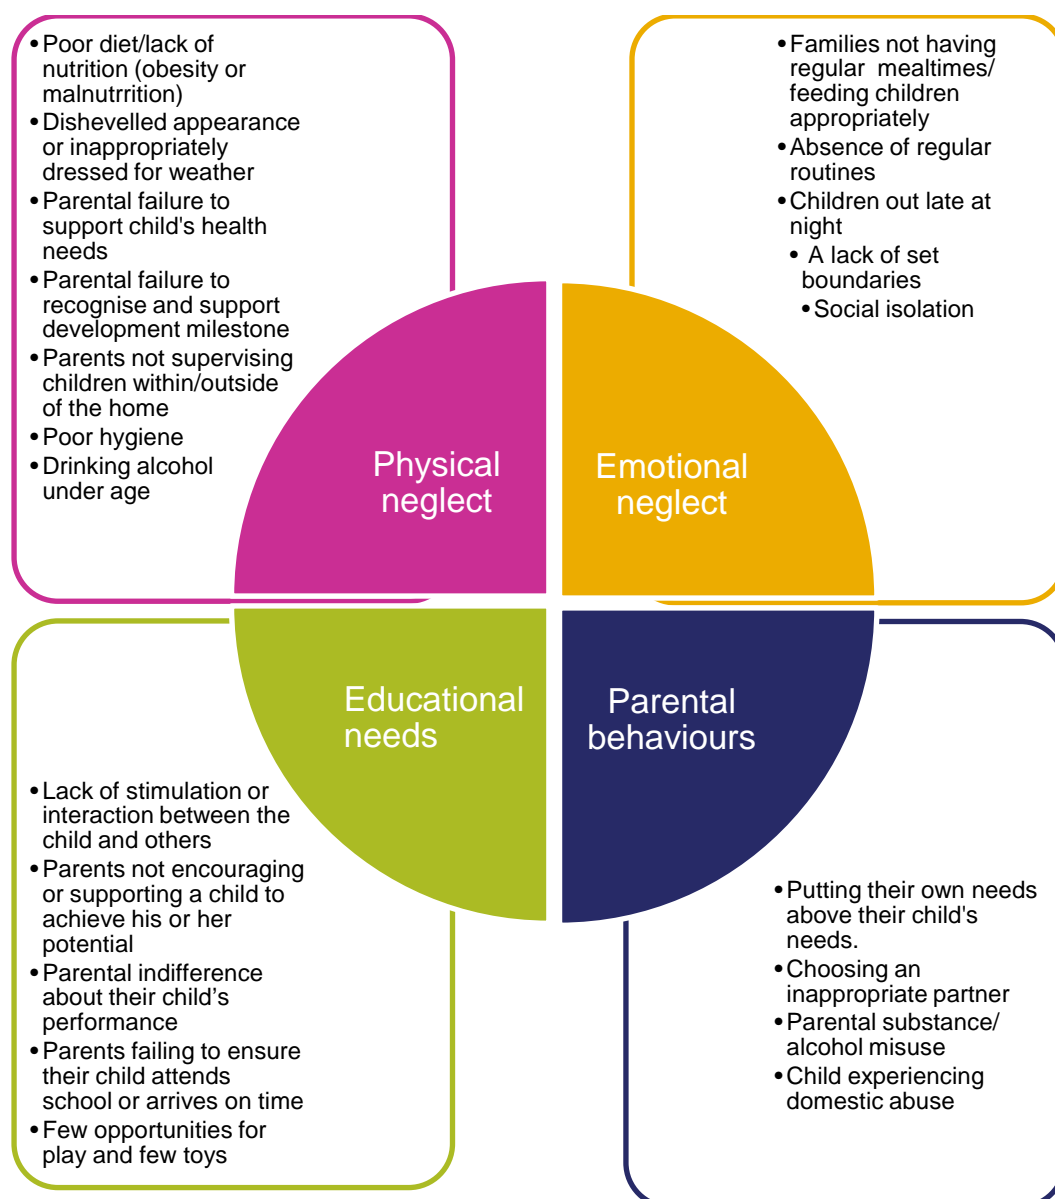 •Poor diet/lack of
nutrition (obesity or
malnutrrition)
•Dishevelled appearance
or inappropriately
dressed for weather
•Parental failure to
support child's health
needs
•Parental failure to
recognise and support
development milestone
•Parents not supervising
children within/outside
of the home
•Poor hygiene
•Drinking alcohol
under age
•Families not having
regular mealtimes/
feeding children
appropriately
•Absence of regular
routines
•Children out late at
night
• A lack of set
boundaries
•Social isolation
Physical
neglect
Emotional
neglect
Educational
needs
Parental
behaviours
•Lack of stimulation or
interaction between the
child and others
•Parents not encouraging
or supporting a child to
achieve his or her
potential
•Parental indifference
about their child’s
performance
•Parents failing to ensure
their child attends
school or arrives on time
•Few opportunities for
play and few toys
•Putting their own needs
above their child's
needs.
•Choosing an
inappropriate partner
•Parental substance/
alcohol misuse
•Child experiencing
domestic abuse